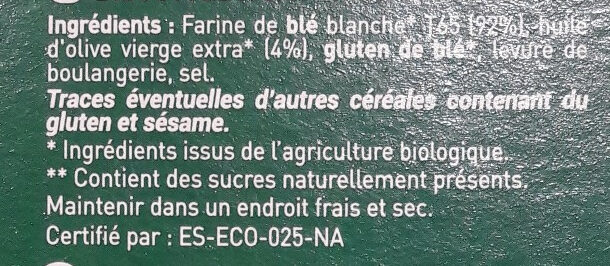 Ingrédients : Farine de blé blanche* T65 (92%), huile
d'olive vierge extra* (4%), gluten de blé*, levure de
boulangerie, sel.
Traces éventuelles d'autres céréales contenant du
gluten et sésame.
* Ingrédients issus de l'agriculture biologique.
** Contient des sucres naturellement présents.
Maintenir dans un endroit frais et sec.
Certifié par : ES-ECO-025-NA